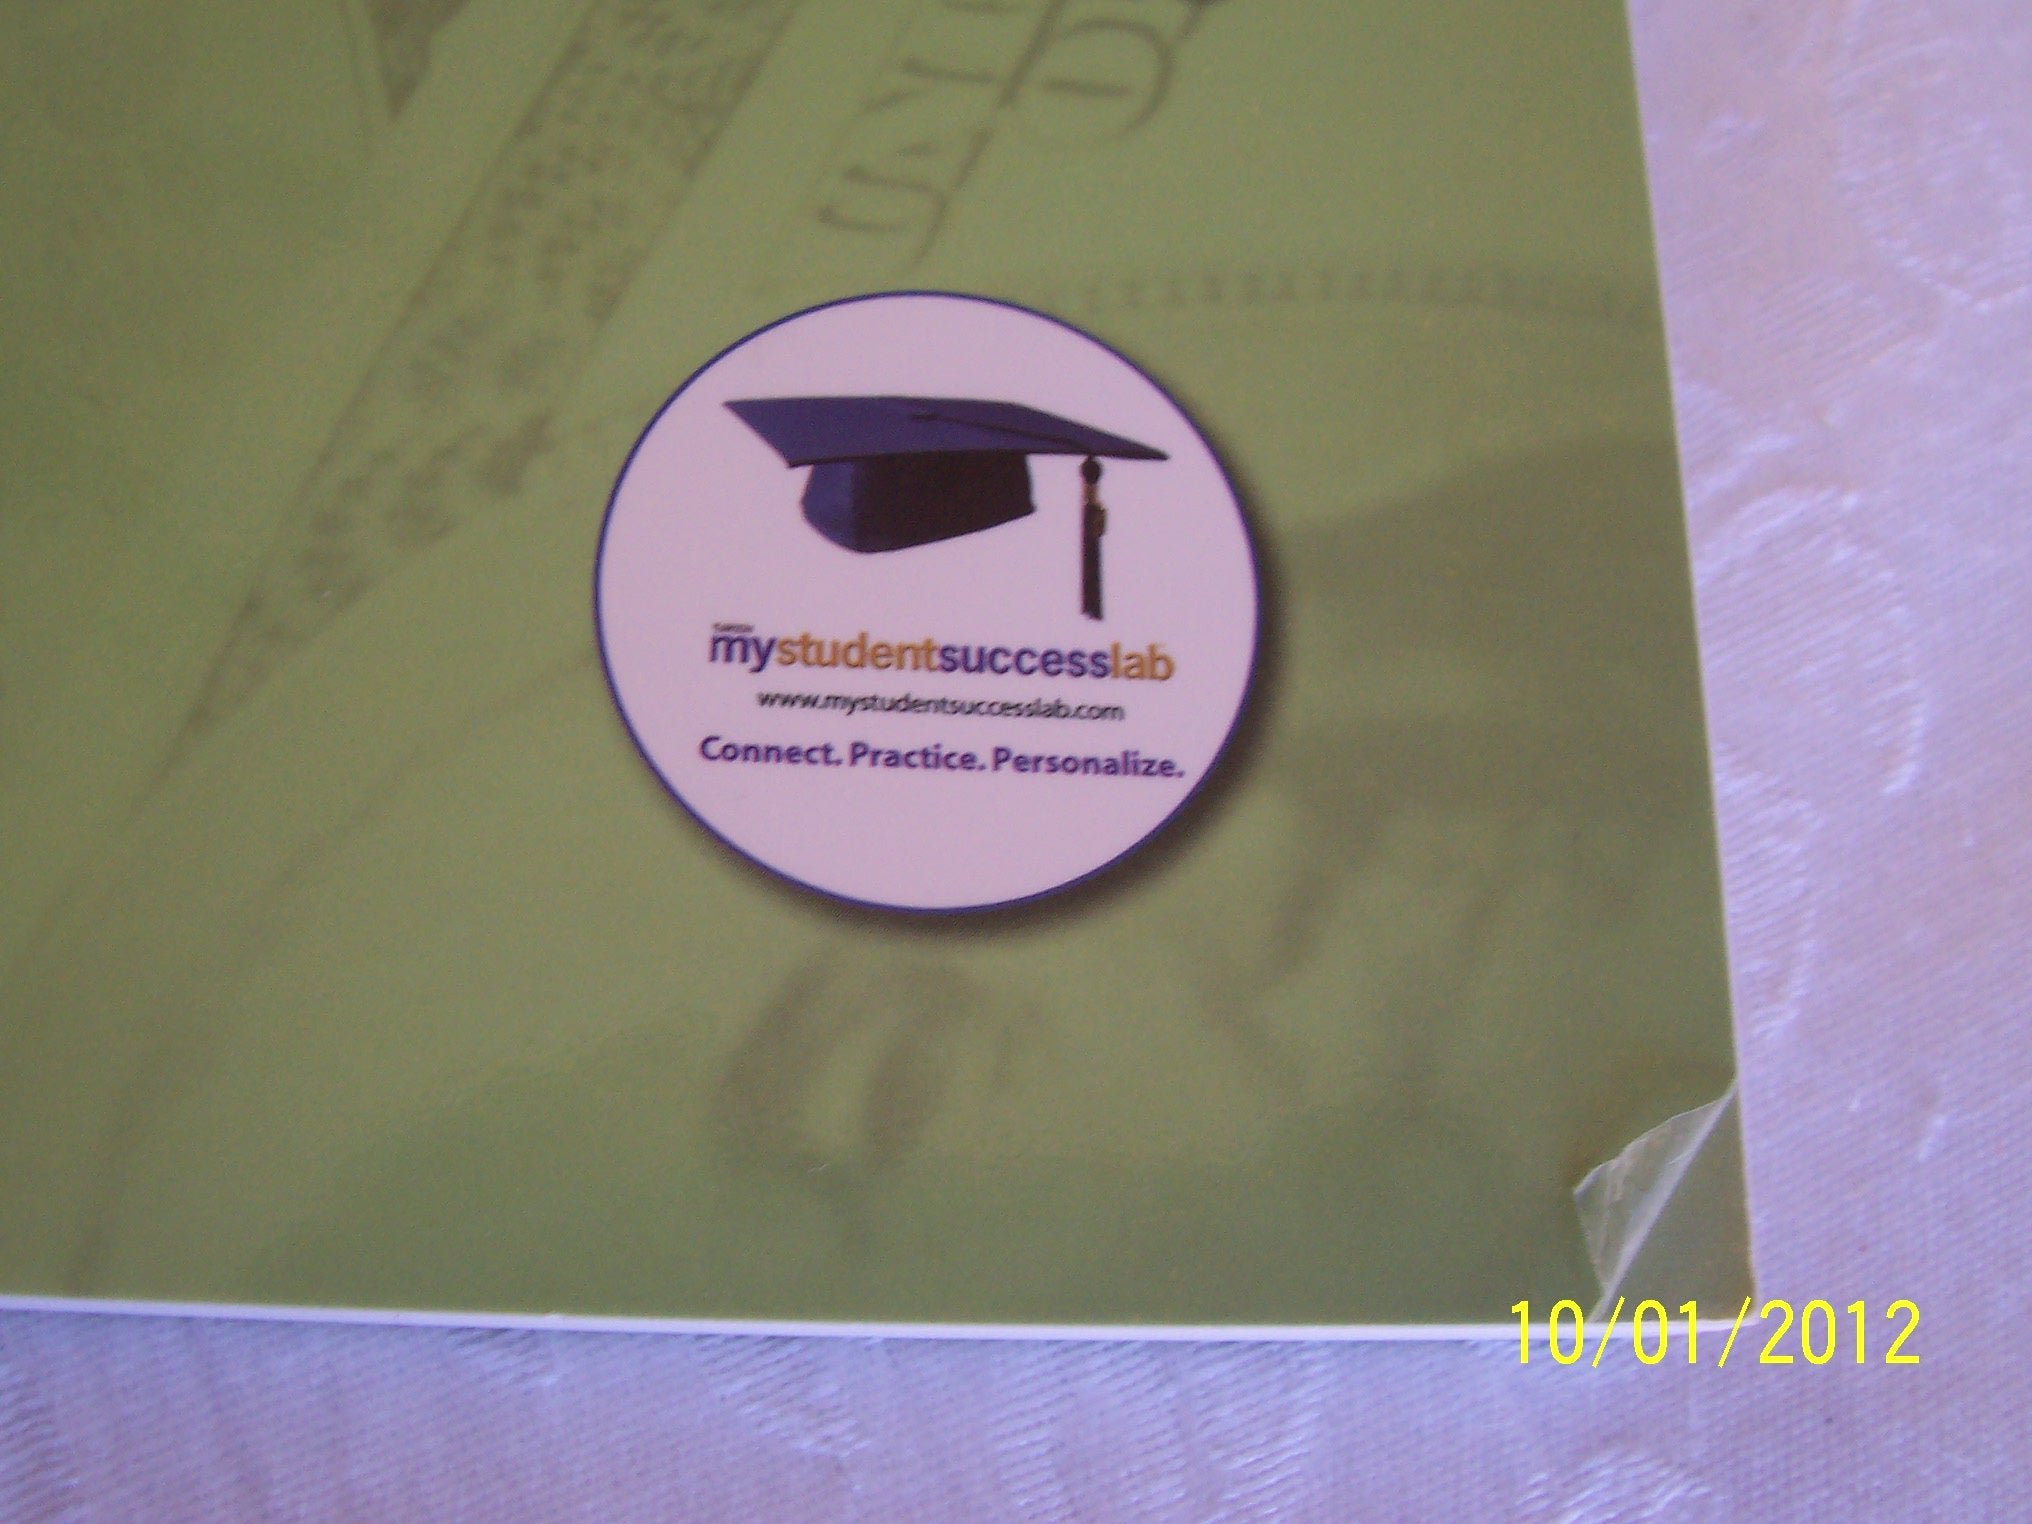 mystudentsuccesslab
www.mystudentsuccesslab.com
Connect. Practice. Personalize.
10/01/2012